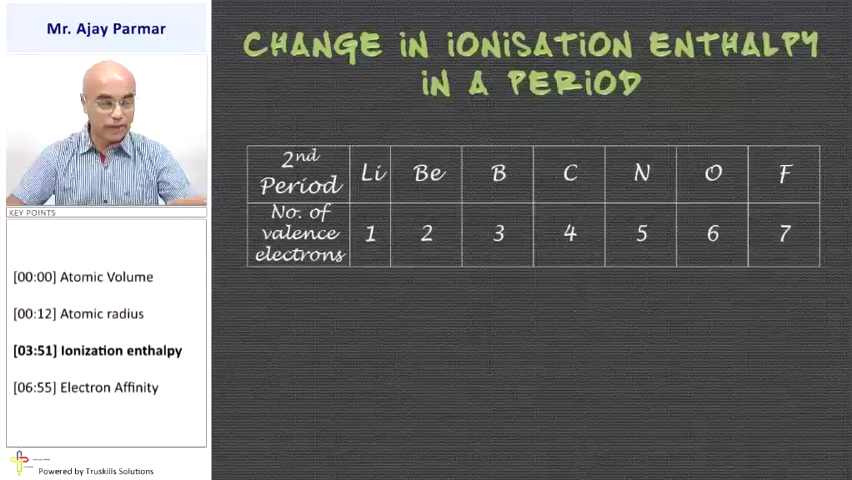 Mr. Ajay Parmar
KEY POINTS
[00:00] Atomic Volume
[00:12] Atomic radius
[03:51] Ionization enthalpy
[06:55] Electron Affinity
Powered by Truskills Solutions
CHANGE iN iONiSATiON ENTHALPY
iN A PERiOD
2nd Period Li Be B C N O F
No. of valence electrons 1 2 3 4 5 6 7